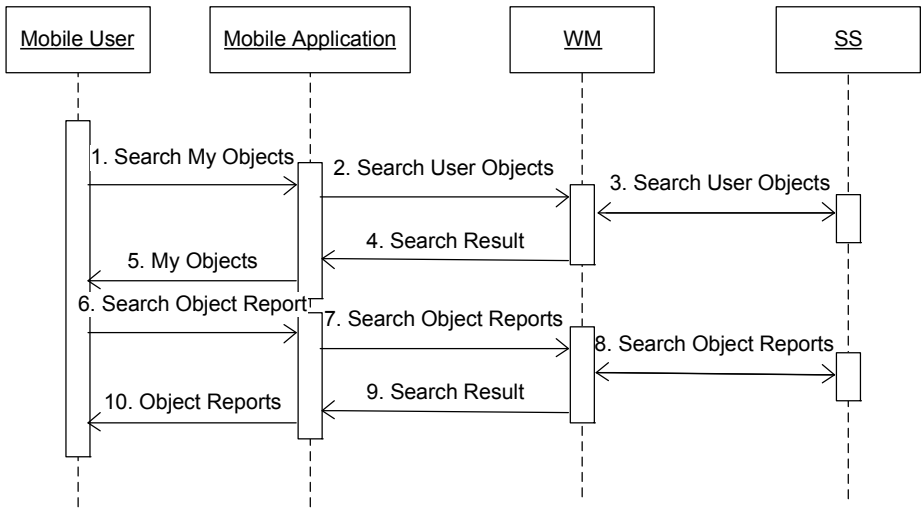 Mobile User
Mobile Application
WM
SS
1. Search My Objects
2. Search User Objects
3. Search User Objects
4. Search Result
5. My Objects
6. Search Object Report
7. Search Object Reports
8. Search Object Reports
9. Search Result
10. Object Reports